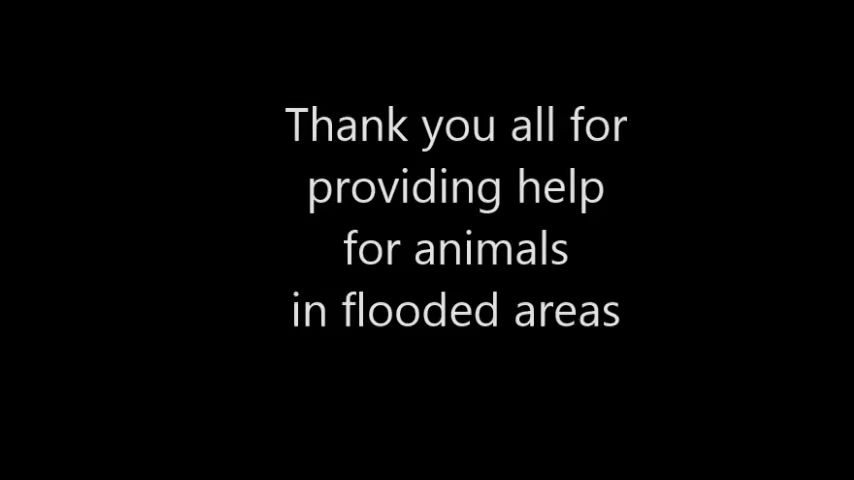 Thank you all for
providing help
for animals
in flooded areas